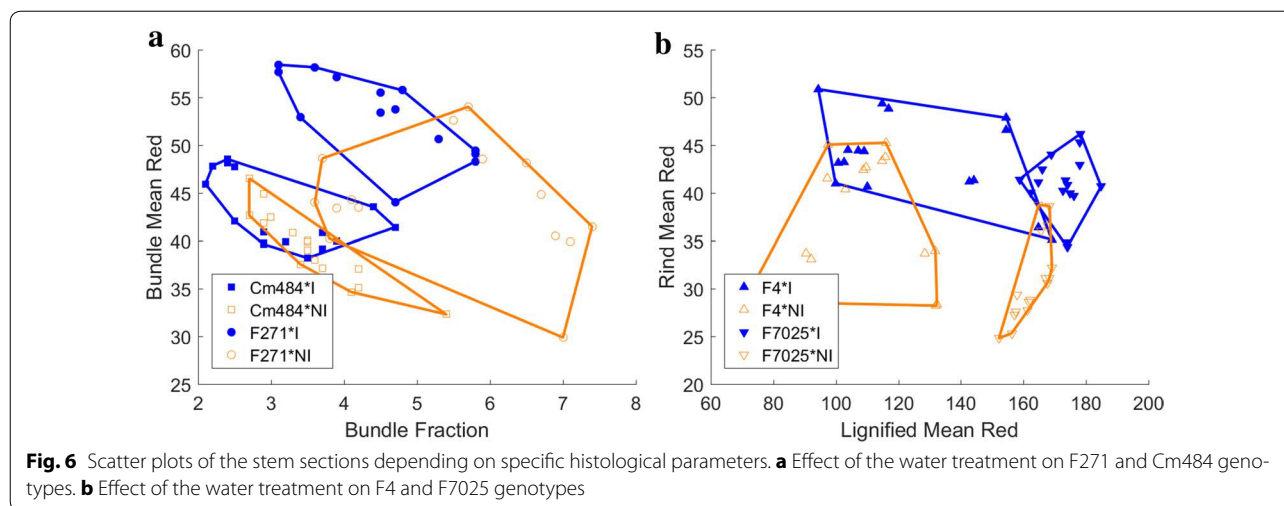 a
60
55
50
45
40
35
30
25
Bundle Mean Red
Cm484*I
Cm484*NI
F271*I
F271*NI
2 3 4 5 6 7 8
Bundle Fraction
b
55
50
45
40
35
30
25
20
Rind Mean Red
F4*I
F4*NI
F7025*I
F7025*NI
60 80 100 120 140 160 180 200
Lignified Mean Red
Fig. 6 Scatter plots of the stem sections depending on specific histological parameters. a Effect of the water treatment on F271 and Cm484 geno-
types. b Effect of the water treatment on F4 and F7025 genotypes